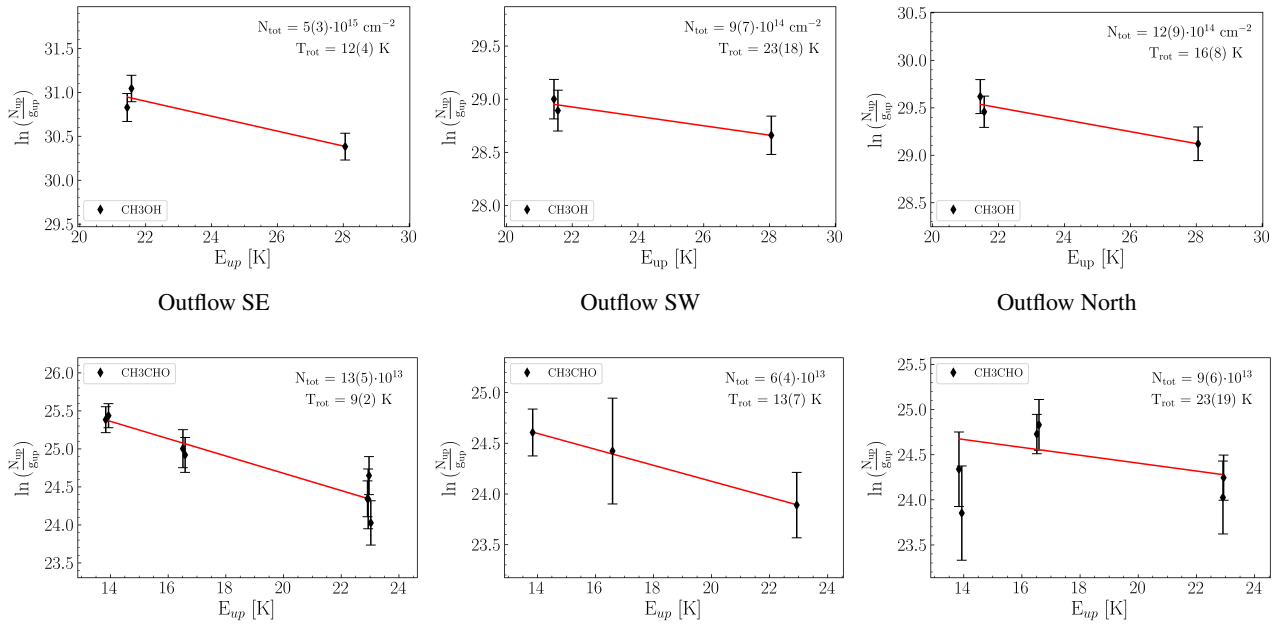 N_tot = 5(3)·10^15 cm^−2
T_rot = 12(4) K
31.5
31.0
30.5
30.0
29.5
ln (N_up/g_up)
CH3OH
20 22 24 26 28 30
E_up [K]
Outflow SE
N_tot = 9(7)·10^14 cm^−2
T_rot = 23(18) K
29.5
29.0
28.5
28.0
ln (N_up/g_up)
CH3OH
20 22 24 26 28 30
E_up [K]
Outflow SW
N_tot = 12(9)·10^14 cm^−2
T_rot = 16(8) K
30.5
30.0
29.5
29.0
28.5
ln (N_up/g_up)
CH3OH
20 22 24 26 28 30
E_up [K]
Outflow North
CH3CHO
N_tot = 13(5)·10^13
T_rot = 9(2) K
26.0
25.5
25.0
24.5
24.0
23.5
ln (N_up/g_up)
14 16 18 20 22 24
E_up [K]
CH3CHO
N_tot = 6(4)·10^13
T_rot = 13(7) K
25.0
24.5
24.0
23.5
ln (N_up/g_up)
14 16 18 20 22 24
E_up [K]
CH3CHO
N_tot = 9(6)·10^13
T_rot = 23(19) K
25.5
25.0
24.5
24.0
23.5
ln (N_up/g_up)
14 16 18 20 22 24
E_up [K]